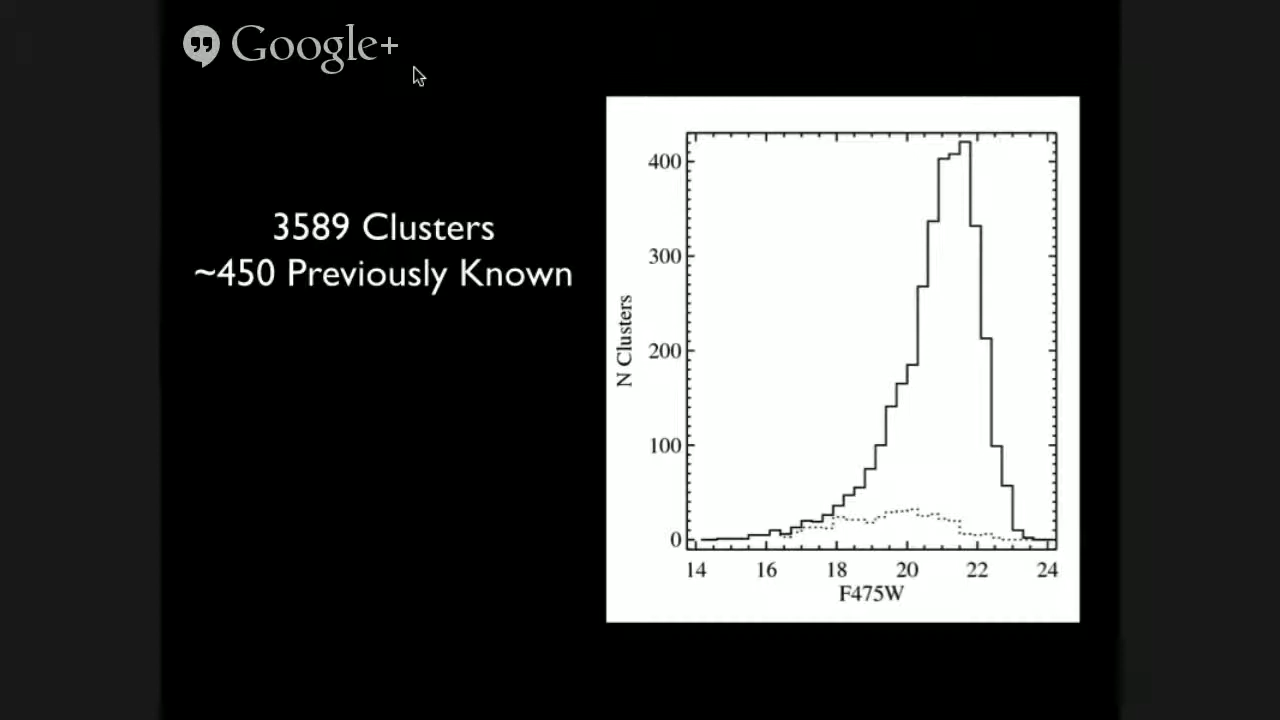 Google+
3589 Clusters
~450 Previously Known
N Clusters
400
300
200
100
0
14 16 18 20 22 24
F475W